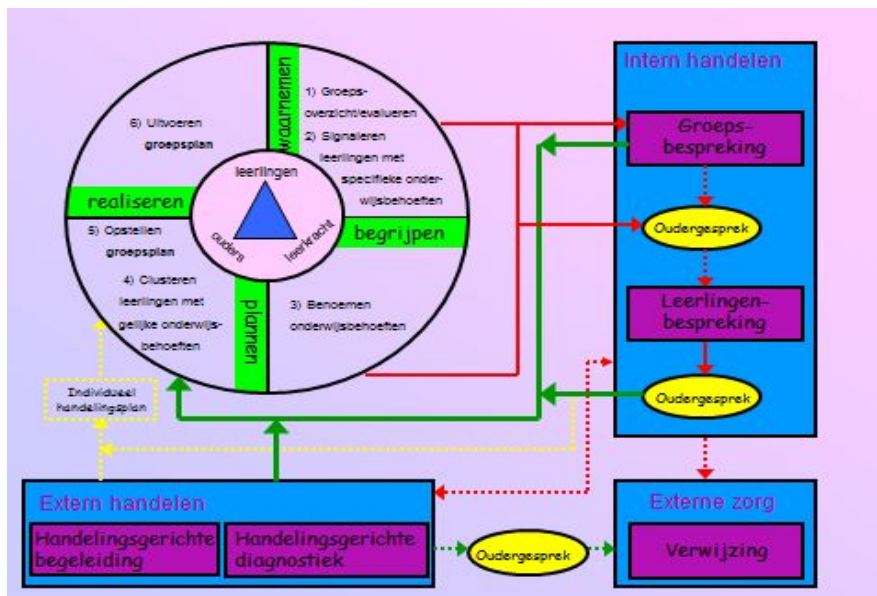 waarnemen
1) Groeps-
overzicht/evalueren
2) Signaleren
leerlingen met
specifieke onder-
wijsbehoeften
begrijpen
3) Benoemen
onderwijsbehoeften
plannen
4) Clusteren
leerlingen met
gelijke onderwijs-
behoeften
5) Opstellen
groepsplan
realiseren
6) Uitvoeren
groepsplan
leerlingen
ouders
leerkracht
Individueel
handelingsplan
Intern handelen
Groeps-
bespreking
Oudergesprek
Leerlingen-
bespreking
Oudergesprek
Extern handelen
Handelingsgerichte
begeleiding
Handelingsgerichte
diagnostiek
Oudergesprek
Externe zorg
Verwijzing